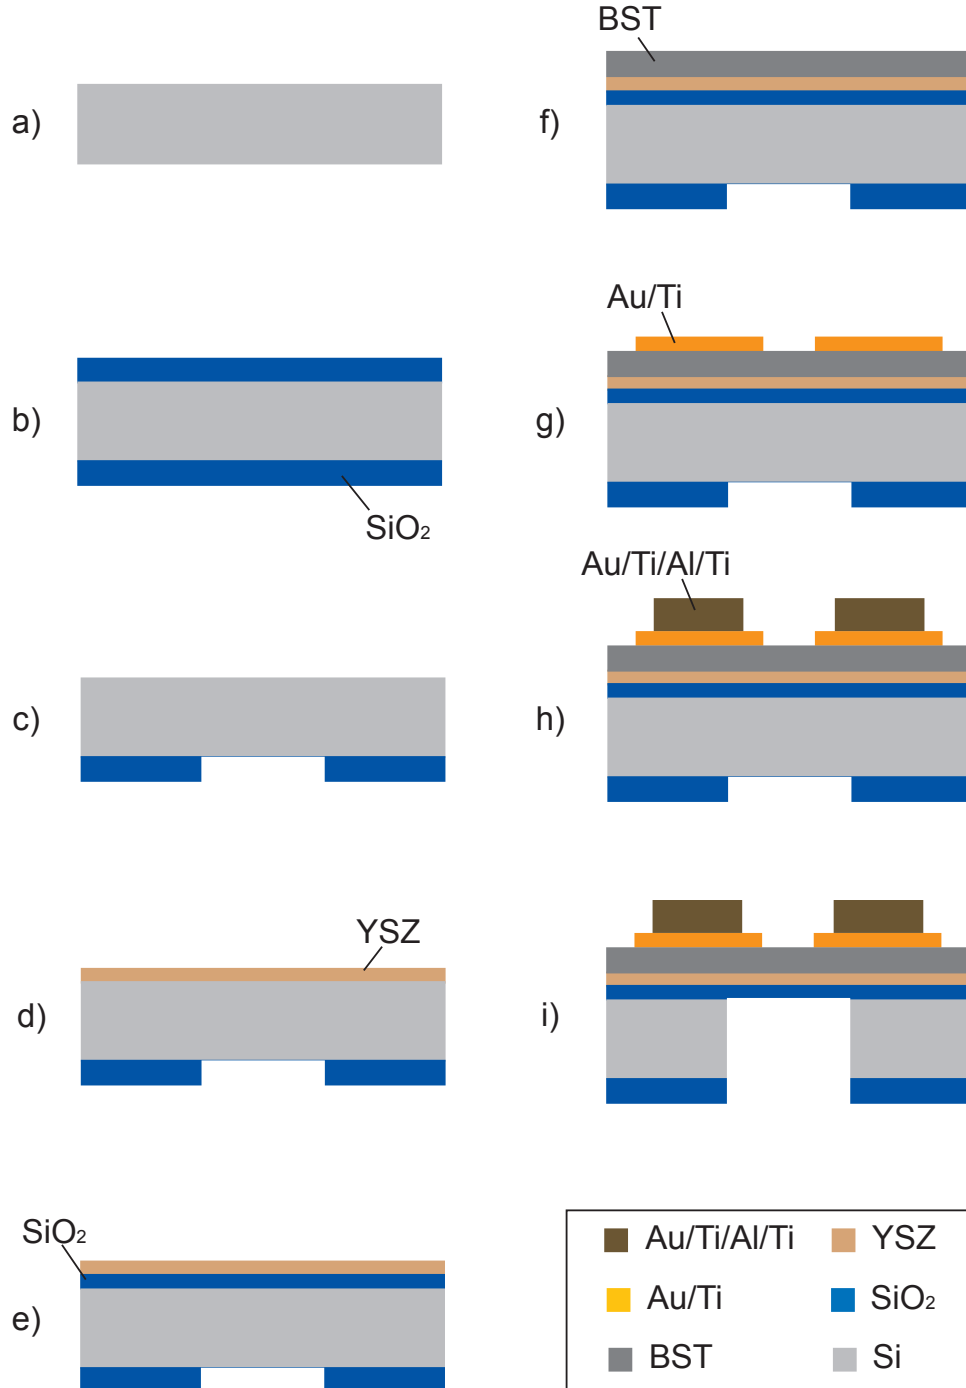 a)
b)
SiO₂
c)
YSZ
d)
SiO₂
e)
BST
f)
Au/Ti
g)
Au/Ti/Al/Ti
h)
i)
Au/Ti/Al/Ti YSZ
Au/Ti SiO₂
BST Si